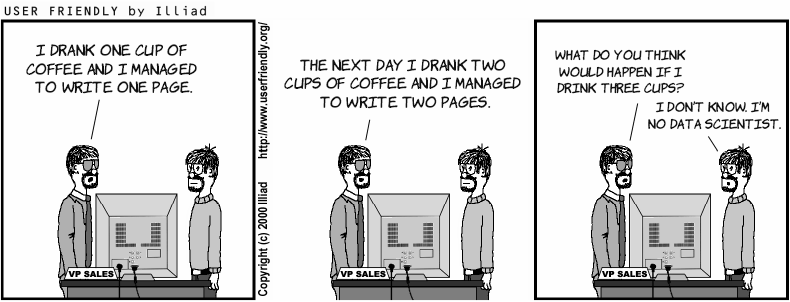 USER FRIENDLY by Illiad
I DRANK ONE CUP OF
COFFEE AND I MANAGED
TO WRITE ONE PAGE.
VP SALES
Copyright (c) 2000 Illiad http://www.userfriendly.org/
THE NEXT DAY I DRANK TWO
CUPS OF COFFEE AND I MANAGED
TO WRITE TWO PAGES.
VP SALES
WHAT DO YOU THINK
WOULD HAPPEN IF I
DRINK THREE CUPS?
I DON'T KNOW. I'M
NO DATA SCIENTIST.
VP SALES